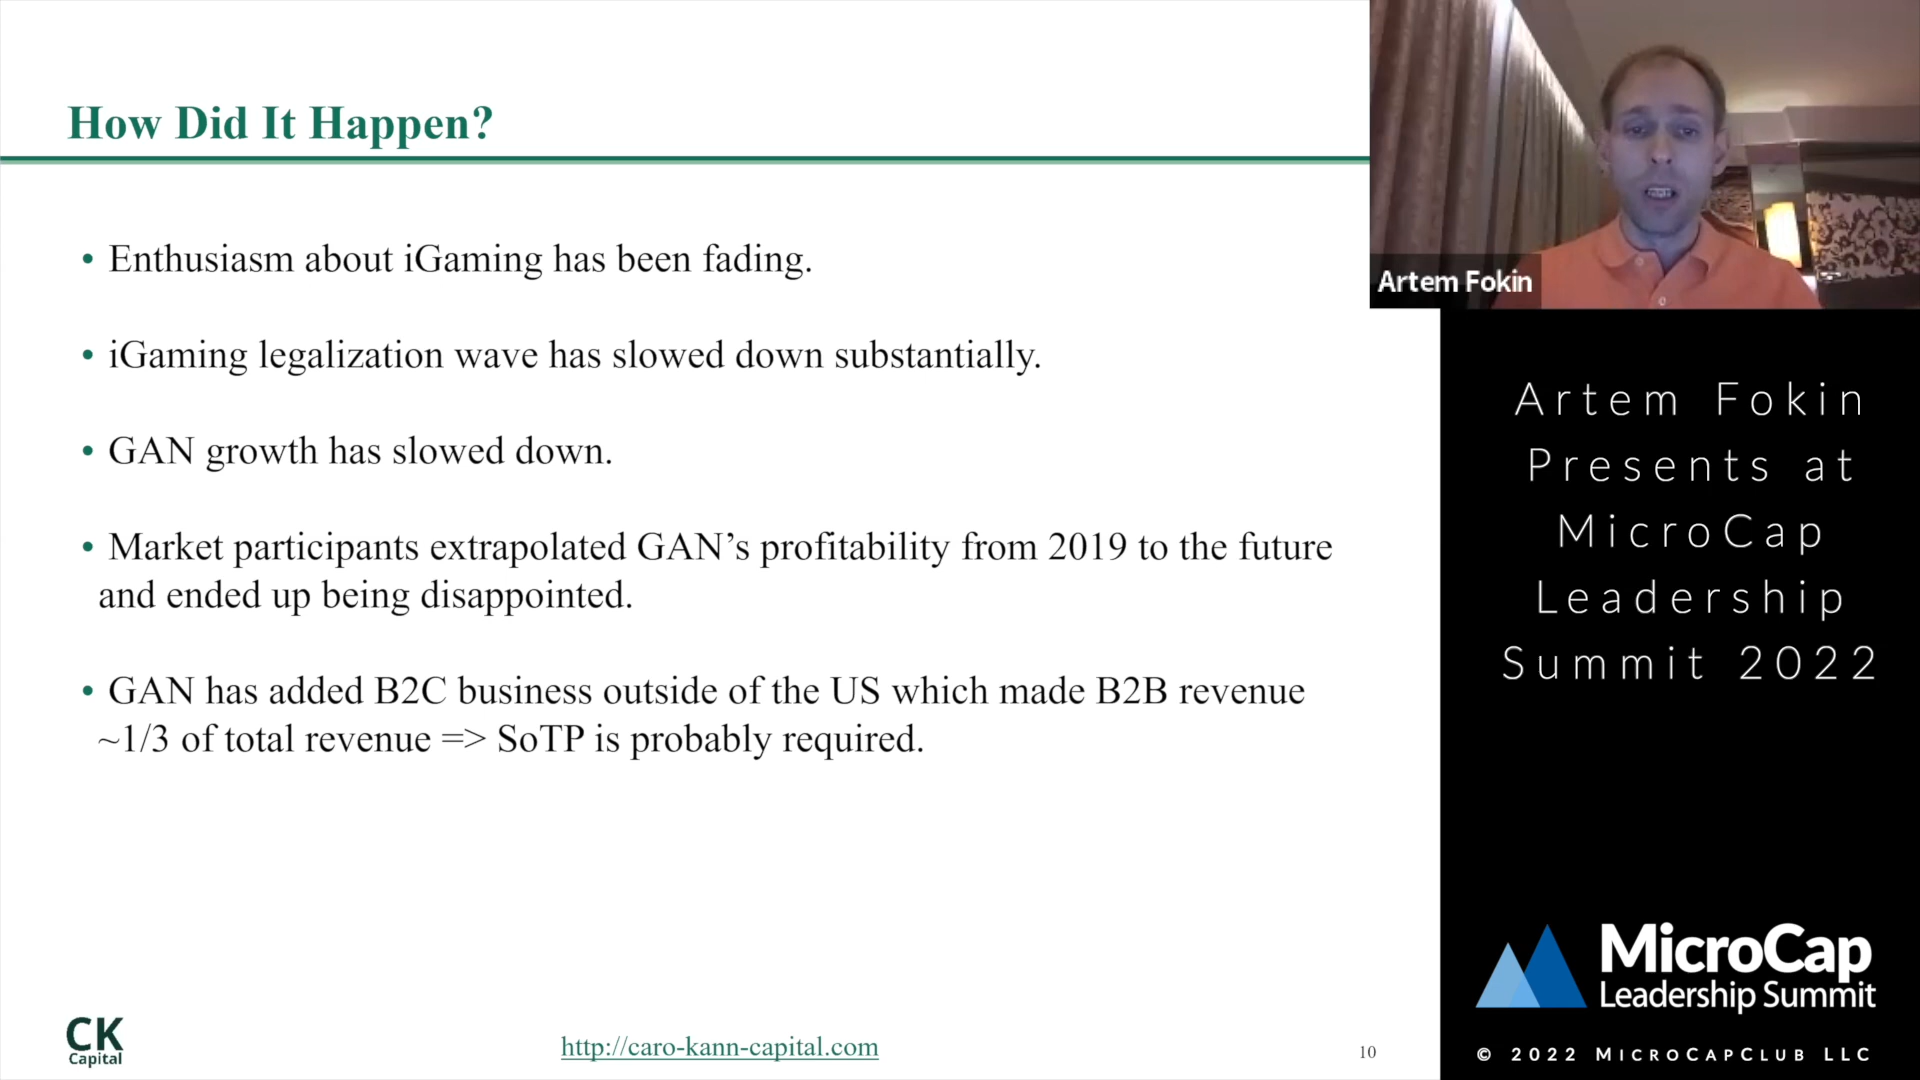 How Did It Happen?
• Enthusiasm about iGaming has been fading.
• iGaming legalization wave has slowed down substantially.
• GAN growth has slowed down.
• Market participants extrapolated GAN’s profitability from 2019 to the future
and ended up being disappointed.
• GAN has added B2C business outside of the US which made B2B revenue
~1/3 of total revenue => SoTP is probably required.
CK
Capital
http://caro-kann-capital.com
10
Artem Fokin
Artem Fokin
Presents at
MicroCap
Leadership
Summit 2022
MicroCap
Leadership Summit
© 2022 MicroCapClub LLC